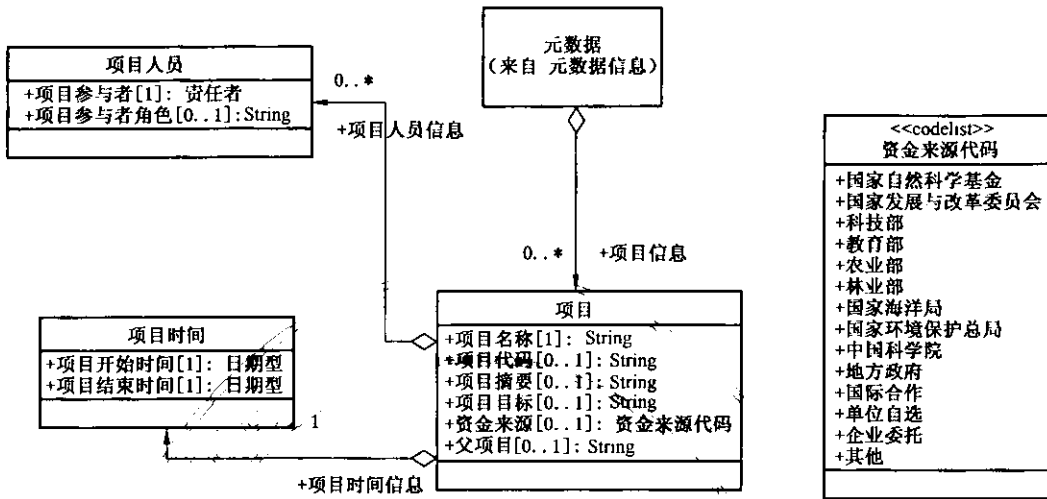 元数据
(来自 元数据信息)
项目人员
+项目参与者[1]: 责任者
+项目参与者角色[0..1]:String
0..*
+项目人员信息
<<codelist>>
资金来源代码
+国家自然科学基金
+国家发展与改革委员会
+科技部
+教育部
+农业部
+林业部
+国家海洋局
+国家环境保护总局
+中国科学院
+地方政府
+国际合作
+单位自选
+企业委托
+其他
0..*
+项目信息
项目
+项目名称[1]: String
+项目代码[0..1]: String
+项目摘要[0..1]: String
+项目目标[0..1]: String
+资金来源[0..1]: 资金来源代码
+父项目[0..1]: String
项目时间
+项目开始时间[1]: 日期型
+项目结束时间[1]: 日期型
1
+项目时间信息